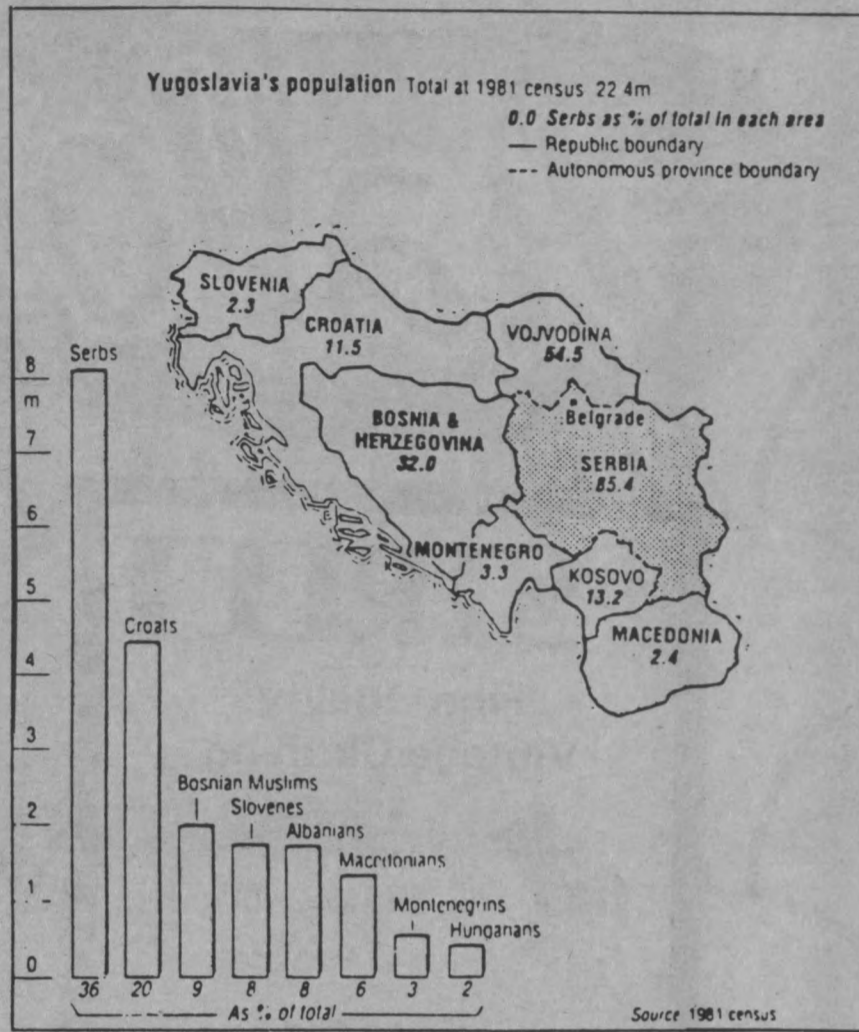 Yugoslavia's population Total at 1981 census 22 4m
0.0 Serbs as % of total in each area
Republic boundary
Autonomous province boundary
SLOVENIA
2.3
CROATIA
11.5
VOJVODINA
54.5
Belgrade
BOSNIA &
HERZEGOVINA
32.0
SERBIA
85.4
MONTENEGRO
3.3
KOSOVO
13.2
MACEDONIA
2.4
8
m
7
6
5
4
3
2
1
0
Serbs
Croats
Bosnian Muslims
Slovenes
Albanians
Macedonians
Montenegrins
Hungarians
36 20 9 8 8 6 3 2
As % of total
Source 1981 census